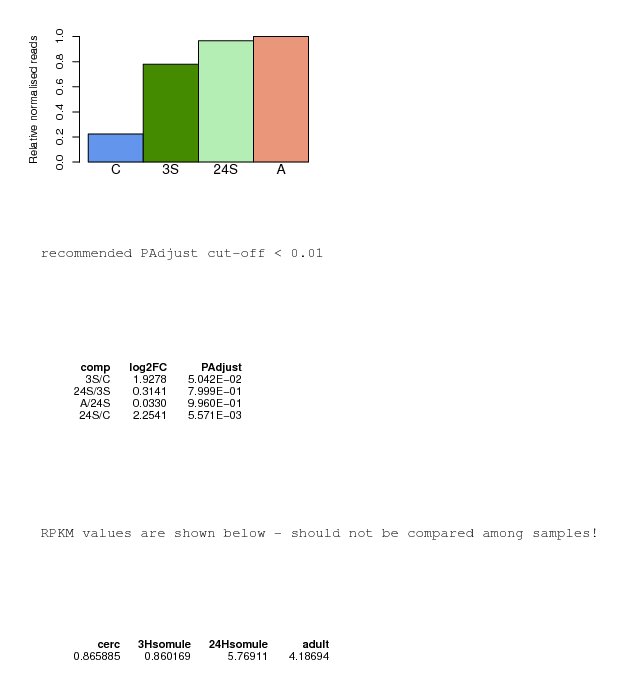 Relative normalised reads
1.0
0.8
0.6
0.4
0.2
0.0
C 3S 24S A
recommended PAdjust cut-off < 0.01
comp log2FC PAdjust
3S/C 1.9278 5.042E-02
24S/3S 0.3141 7.999E-01
A/24S 0.0330 9.960E-01
24S/C 2.2541 5.571E-03
RPKM values are shown below - should not be compared among samples!
cerc 3Hsomule 24Hsomule adult
0.865885 0.860169 5.76911 4.18694